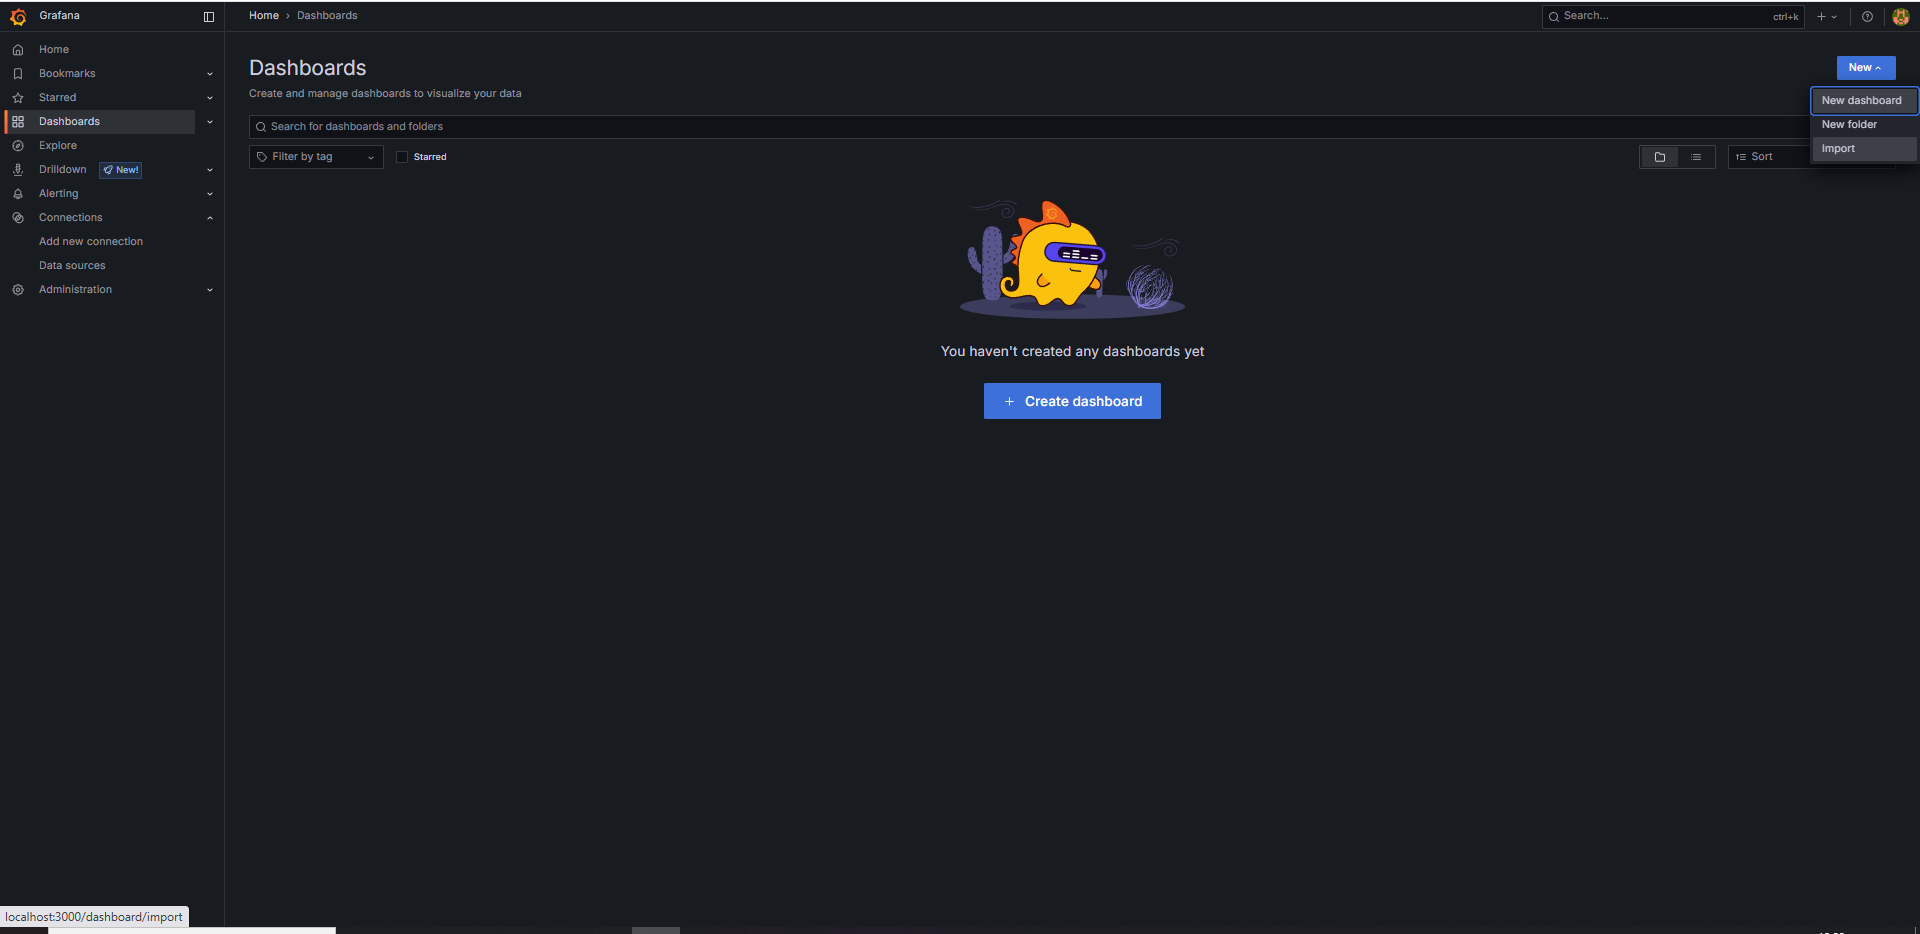 Grafana
Home › Dashboards
Search...
ctrl+k
Home
Bookmarks
Starred
Dashboards
Explore
Drilldown
New!
Alerting
Connections
Add new connection
Data sources
Administration
Dashboards
Create and manage dashboards to visualize your data
New
New dashboard
New folder
Import
Search for dashboards and folders
Filter by tag
Starred
Sort
You haven't created any dashboards yet
+ Create dashboard
localhost:3000/dashboard/import